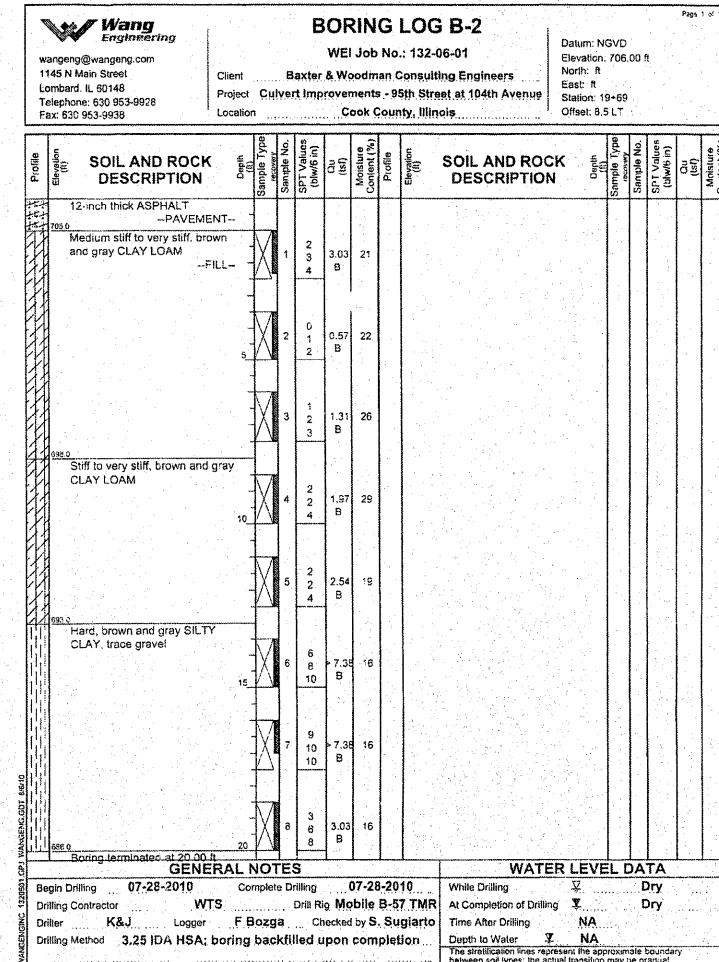 Page 1 of
Wang
Engineering
wangeng@wangeng.com
1145 N Main Street
Lombard, IL 60148
Telephone: 630 953-9928
Fax: 630 953-9938
BORING LOG B-2
WEI Job No.: 132-06-01
Client Baxter & Woodman Consulting Engineers
Project Culvert Improvements - 95th Street at 104th Avenue
Location Cook County, Illinois
Datum: NGVD
Elevation: 706.00 ft
North: ft
East: ft
Station: 19+69
Offset: 8.5 LT
Profile
Elevation (ft)
SOIL AND ROCK
DESCRIPTION
Depth (ft)
Sample Type
recovery
Sample No.
SPT Values (blw/6 in)
Qu (tsf)
Moisture Content (%)
Profile
Elevation (ft)
SOIL AND ROCK
DESCRIPTION
Depth (ft)
Sample Type
recovery
Sample No.
SPT Values (blw/6 in)
Qu (tsf)
Moisture
12-inch thick ASPHALT
--PAVEMENT--
705.0
Medium stiff to very stiff, brown
and gray CLAY LOAM
--FILL--
1 2 3 4 3.03 B 21
2 0 1 2 0.57 B 22
5
3 1 2 3 1.31 B 26
698.0
Stiff to very stiff, brown and gray
CLAY LOAM
4 2 2 4 1.97 B 29
10
5 2 2 4 2.54 B 19
693.0
Hard, brown and gray SILTY
CLAY, trace gravel
6 6 8 10 > 7.38 B 16
15
7 9 10 10 > 7.38 B 16
8 3 6 8 3.03 B 16
686.0
20
Boring terminated at 20.00 ft
GENERAL NOTES
Begin Drilling 07-28-2010 Complete Drilling 07-28-2010
Drilling Contractor WTS Drill Rig Mobile B-57 TMR
Driller K&J Logger F Bozga Checked by S. Sugiarto
Drilling Method 3.25 IDA HSA; boring backfilled upon completion
WATER LEVEL DATA
While Drilling Dry
At Completion of Drilling Dry
Time After Drilling NA
Depth to Water NA
The stratification lines represent the approximate boundary
between soil types; the actual transition may be gradual.
WANGENGINC 1320601.GPJ WANGENG.GDT 8/6/10